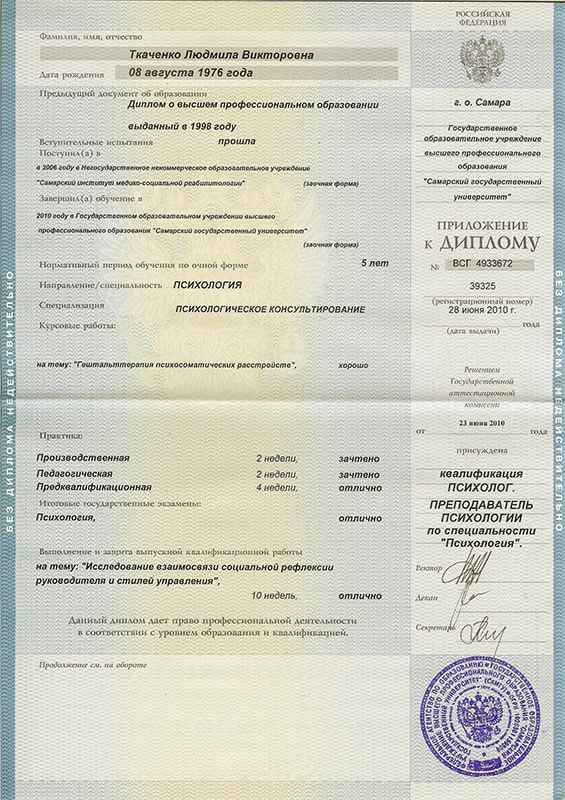 РОССИЙСКАЯ
ФЕДЕРАЦИЯ
Фамилия, имя, отчество
Ткаченко Людмила Викторовна
Дата рождения 08 августа 1976 года
Предыдущий документ об образовании
Диплом о высшем профессиональном образовании
выданный в 1998 году
Вступительные испытания прошла
Поступил(а) в
в 2006 году в Негосударственное некоммерческое образовательное учреждение
"Самарский институт медико-социальной реабилитологии" (заочная форма)
Завершил(а) обучение в
2010 году в Государственном образовательном учреждении высшего
профессионального образования "Самарский государственный университет"
(заочная форма)
Нормативный период обучения по очной форме 5 лет
Направление/специальность ПСИХОЛОГИЯ
Специализация ПСИХОЛОГИЧЕСКОЕ КОНСУЛЬТИРОВАНИЕ
Курсовые работы:
на тему: "Гештальттерапия психосоматических расстройств", хорошо
Практика:
Производственная 2 недели, зачтено
Педагогическая 2 недели, зачтено
Предквалификационная 4 недели, отлично
Итоговые государственные экзамены:
Психология, отлично
Выполнение и защита выпускной квалификационной работы
на тему: "Исследование взаимосвязи социальной рефлексии
руководителя и стилей управления",
10 недель, отлично
Данный диплом дает право профессиональной деятельности
в соответствии с уровнем образования и квалификацией.
Продолжение см. на обороте
г. о. Самара
Государственное
образовательное учреждение
высшего профессионального
образования
"Самарский государственный
университет"
ПРИЛОЖЕНИЕ
К ДИПЛОМУ
№ ВСГ 4933672
39325
(регистрационный номер)
28 июня 2010 г.
года
(дата выдачи)
Решением
Государственной
аттестационной
комиссии
23 июня 2010
от года
присуждена
квалификация
ПСИХОЛОГ.
ПРЕПОДАВАТЕЛЬ
ПСИХОЛОГИИ
по специальности
"Психология".
Ректор
Декан
Секретарь
БЕЗ ДИПЛОМА НЕДЕЙСТВИТЕЛЬНО
БЕЗ ДИПЛОМА НЕДЕЙСТВИТЕЛЬНО